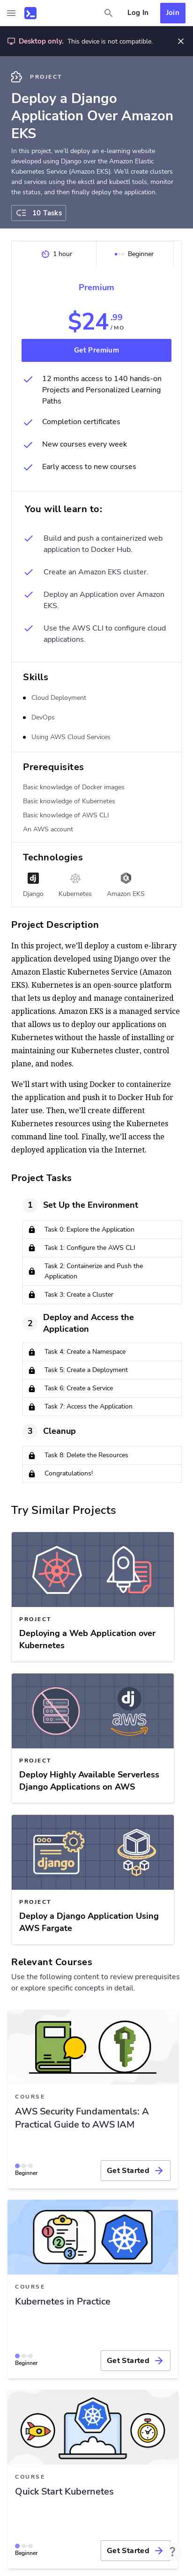 Log In
Join
Desktop only. This device is not compatible.
PROJECT
Deploy a Django
Application Over Amazon
EKS
In this project, we'll deploy an e-learning website
developed using Django over the Amazon Elastic
Kubernetes Service (Amazon EKS). We'll create clusters
and services using the eksctl and kubectl tools, monitor
the status, and then finally deploy the application.
10 Tasks
1 hour
Beginner
Premium
$24.99
/MO
Get Premium
12 months access to 140 hands-on
Projects and Personalized Learning
Paths
Completion certificates
New courses every week
Early access to new courses
You will learn to:
Build and push a containerized web
application to Docker Hub.
Create an Amazon EKS cluster.
Deploy an Application over Amazon
EKS.
Use the AWS CLI to configure cloud
applications.
Skills
Cloud Deployment
DevOps
Using AWS Cloud Services
Prerequisites
Basic knowledge of Docker images
Basic knowledge of Kubernetes
Basic knowledge of AWS CLI
An AWS account
Technologies
dj
Django
Kubernetes
Amazon EKS
Project Description
In this project, we'll deploy a custom e-library
application developed using Django over the
Amazon Elastic Kubernetes Service (Amazon
EKS). Kubernetes is an open-source platform
that lets us deploy and manage containerized
applications. Amazon EKS is a managed service
that allows us to deploy our applications on
Kubernetes without the hassle of installing or
maintaining our Kubernetes cluster, control
plane, and nodes.
We'll start with using Docker to containerize
the application and push it to Docker Hub for
later use. Then, we'll create different
Kubernetes resources using the Kubernetes
command line tool. Finally, we'll access the
deployed application via the Internet.
Project Tasks
1
Set Up the Environment
Task 0: Explore the Application
Task 1: Configure the AWS CLI
Task 2: Containerize and Push the
Application
Task 3: Create a Cluster
2
Deploy and Access the
Application
Task 4: Create a Namespace
Task 5: Create a Deployment
Task 6: Create a Service
Task 7: Access the Application
3
Cleanup
Task 8: Delete the Resources
Congratulations!
Try Similar Projects
PROJECT
Deploying a Web Application over
Kubernetes
dj
aws
PROJECT
Deploy Highly Available Serverless
Django Applications on AWS
django
PROJECT
Deploy a Django Application Using
AWS Fargate
Relevant Courses
Use the following content to review prerequisites
or explore specific concepts in detail.
COURSE
AWS Security Fundamentals: A
Practical Guide to AWS IAM
Beginner
Get Started
1
2
3
COURSE
Kubernetes in Practice
Beginner
Get Started
COURSE
Quick Start Kubernetes
Beginner
Get Started
?